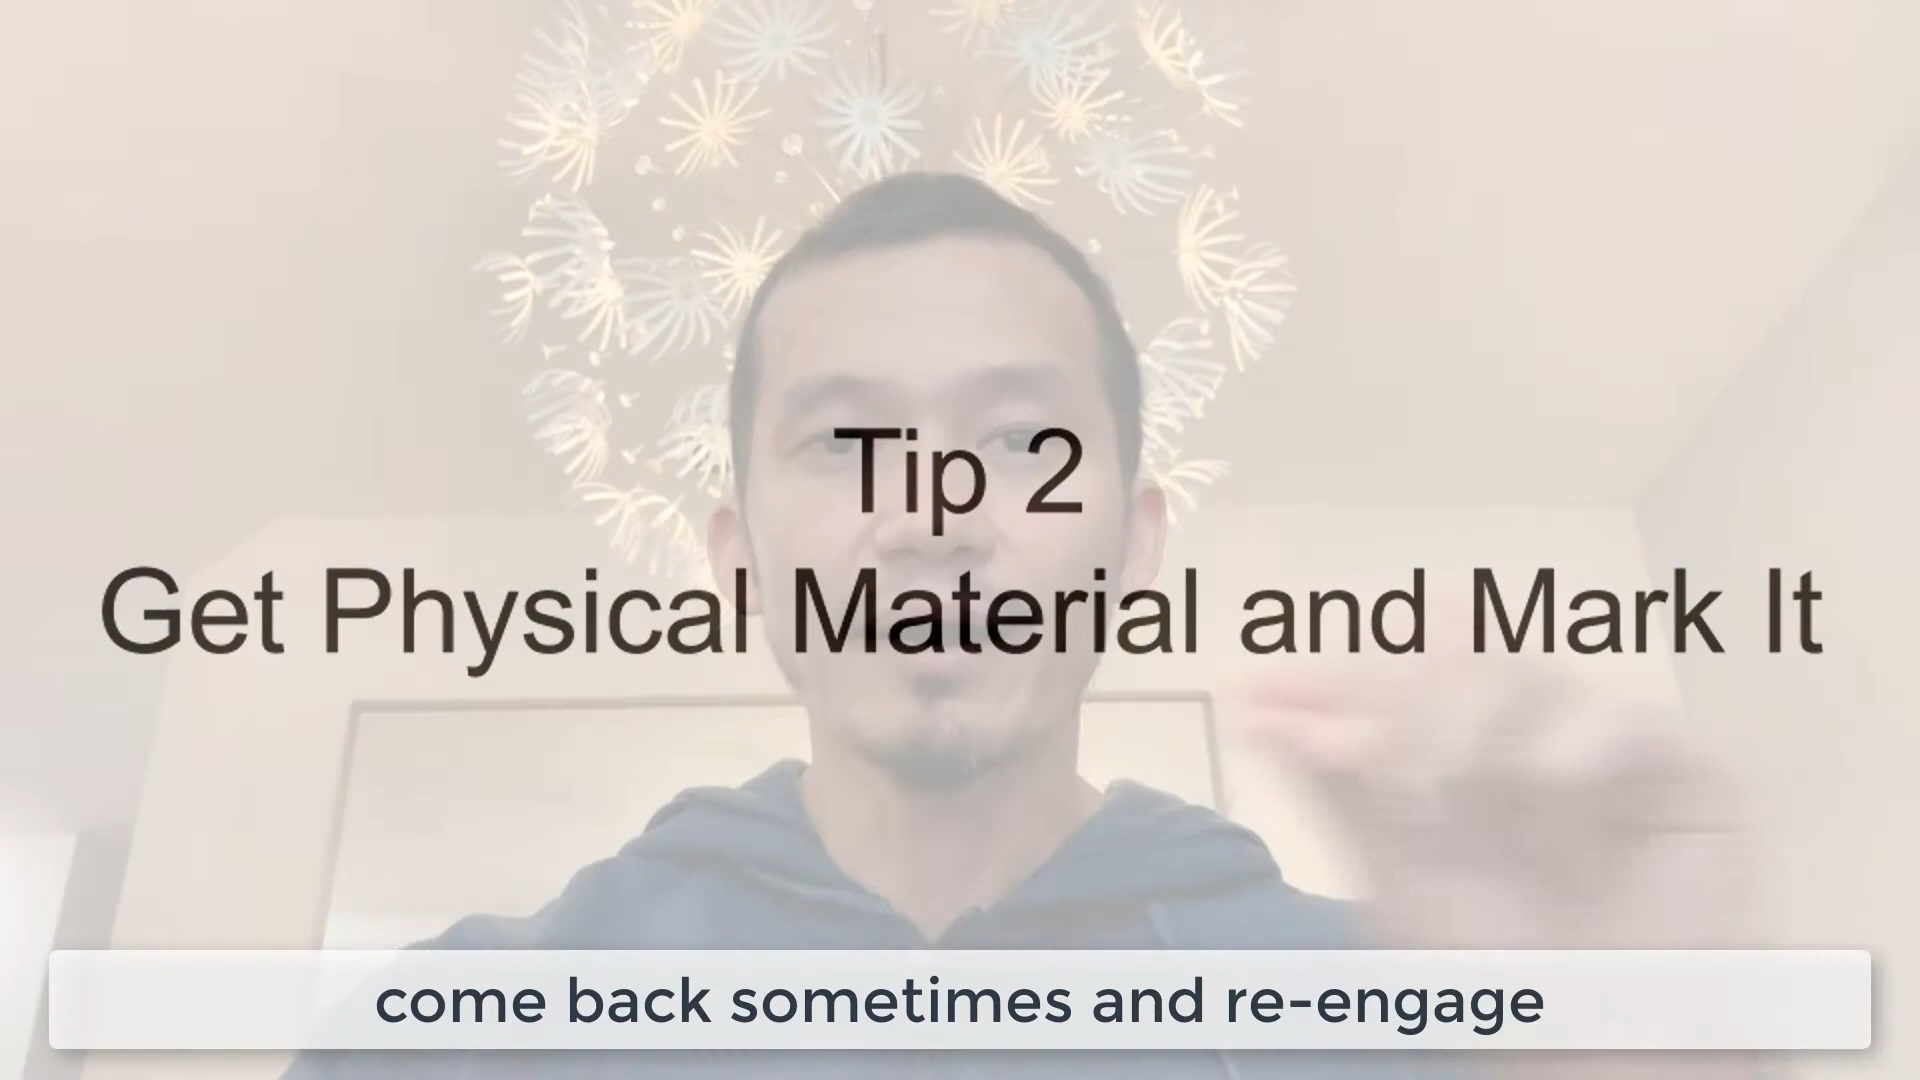 Tip 2
Get Physical Material and Mark It
come back sometimes and re-engage